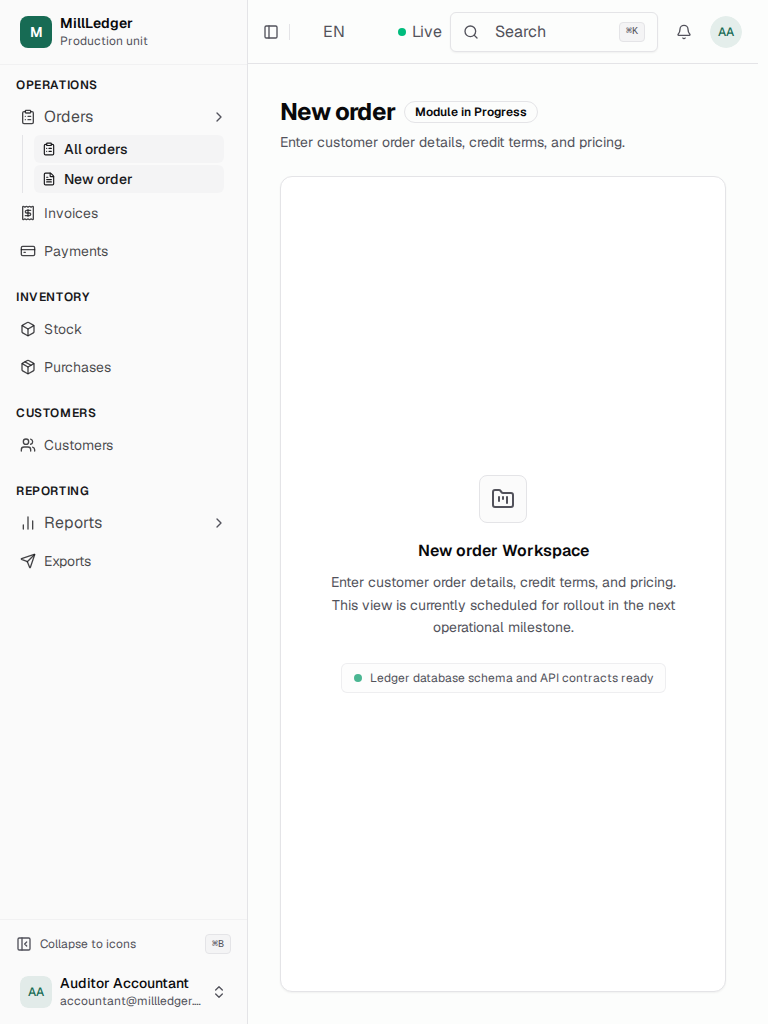 M
MillLedger
Production unit
OPERATIONS
Orders
All orders
New order
Invoices
Payments
INVENTORY
Stock
Purchases
CUSTOMERS
Customers
REPORTING
Reports
Exports
Collapse to icons ⌘B
AA
Auditor Accountant
accountant@millledger....
EN Live Search ⌘K AA
New order Module in Progress
Enter customer order details, credit terms, and pricing.
New order Workspace
Enter customer order details, credit terms, and pricing.
This view is currently scheduled for rollout in the next
operational milestone.
Ledger database schema and API contracts ready